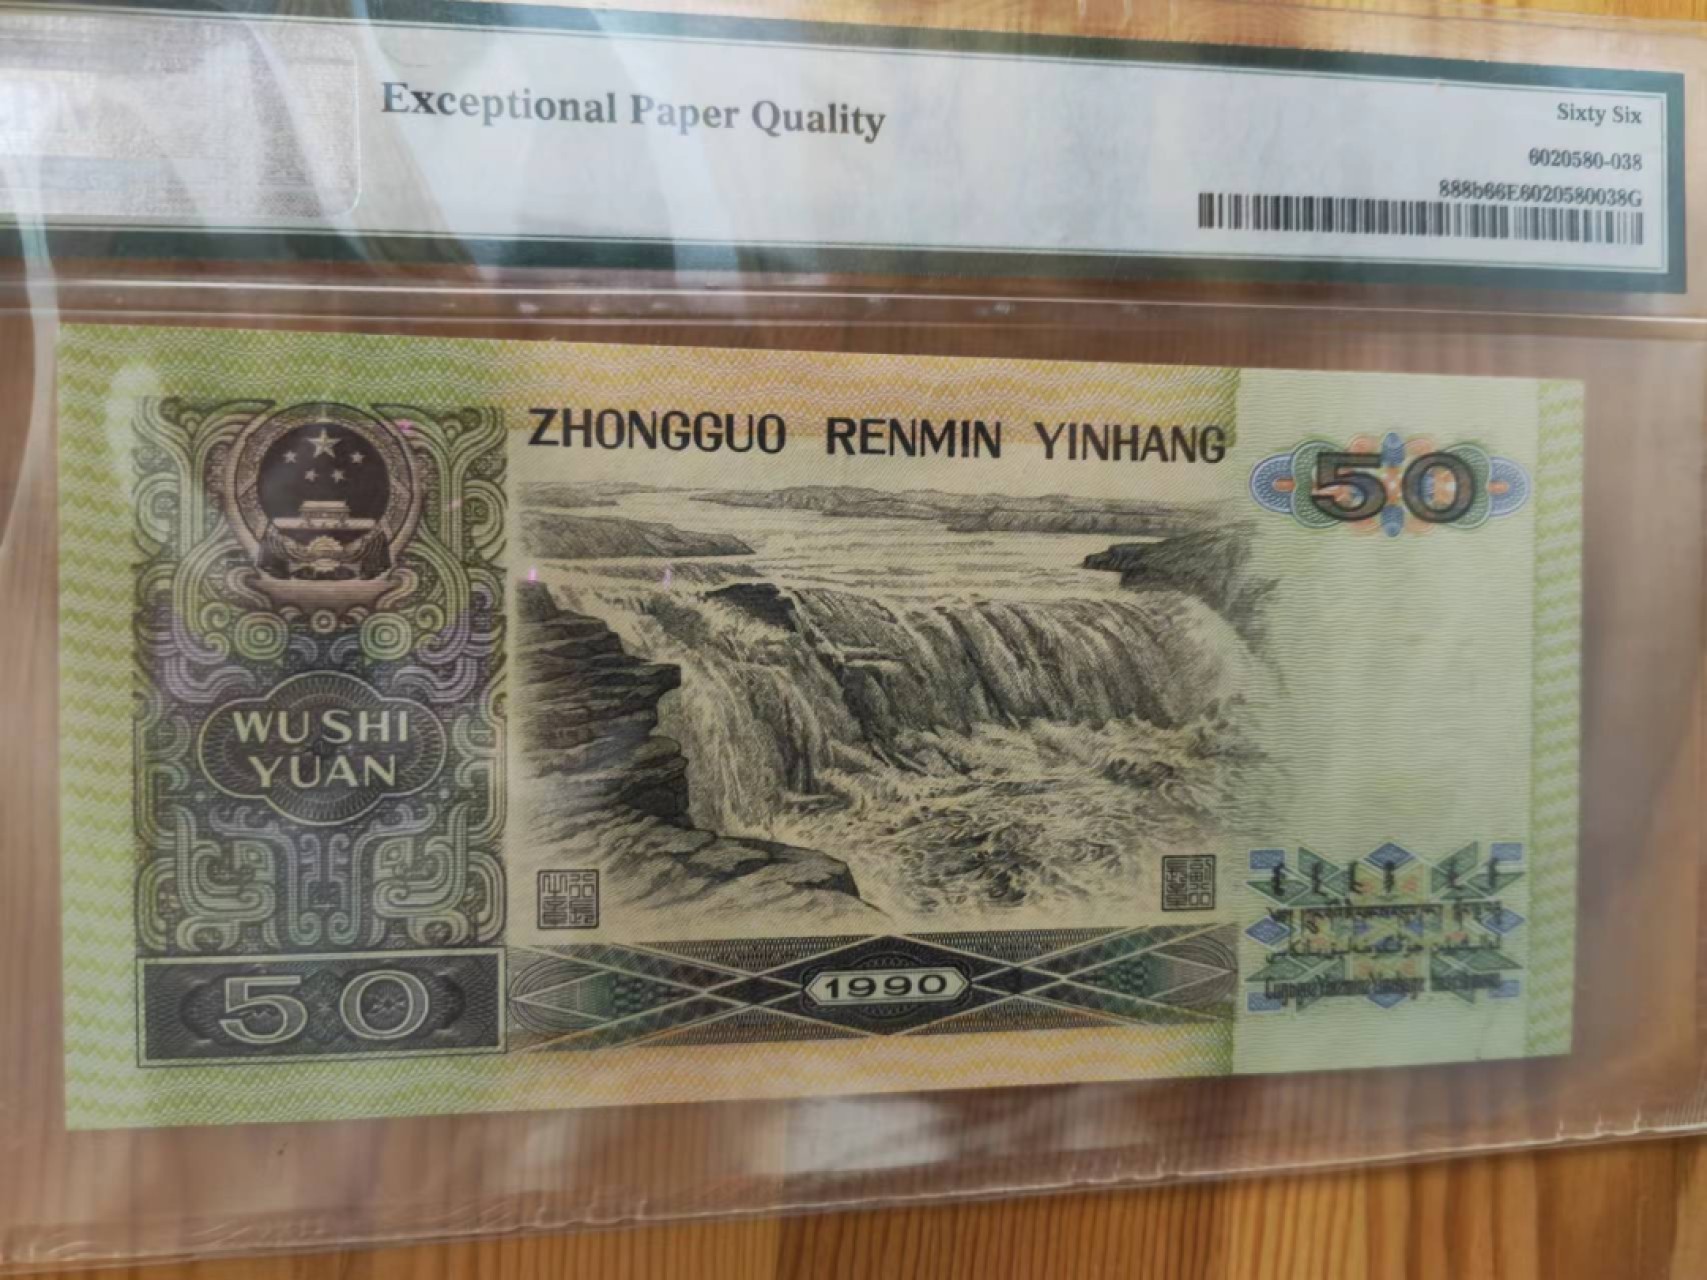 Exceptional Paper Quality
Sixty Six
6020580-038
888b66E6020580038G
ZHONGGUO RENMIN YINHANG
50
WU SHI
YUAN
50
1990